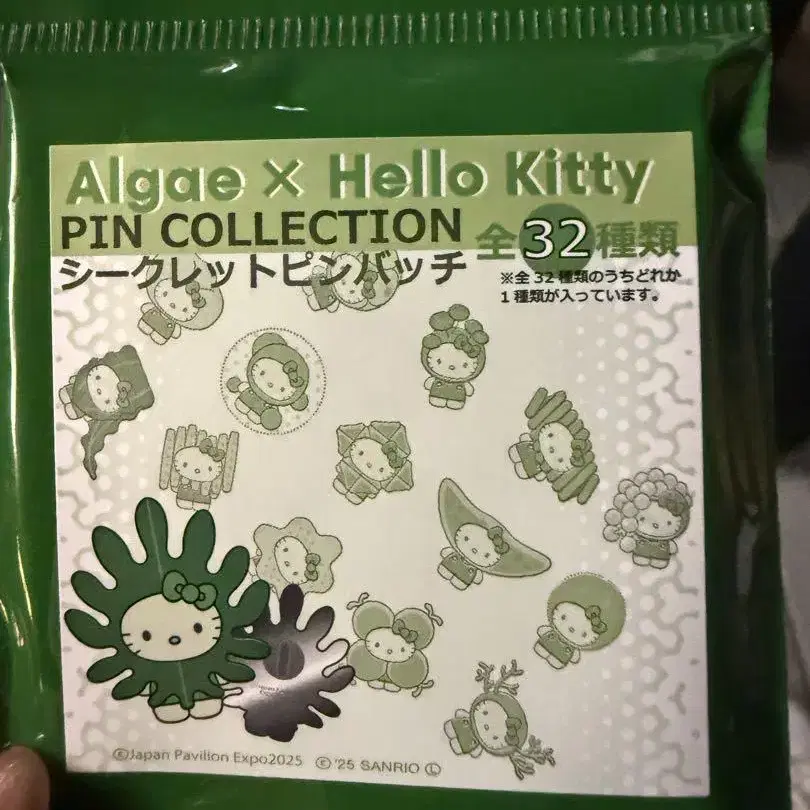 Algae × Hello Kitty
PIN COLLECTION
シークレットピンバッチ
全32種類
※全32種類のうちどれか
1種類が入っています。
©Japan Pavilion Expo2025 © '25 SANRIO Ⓛ